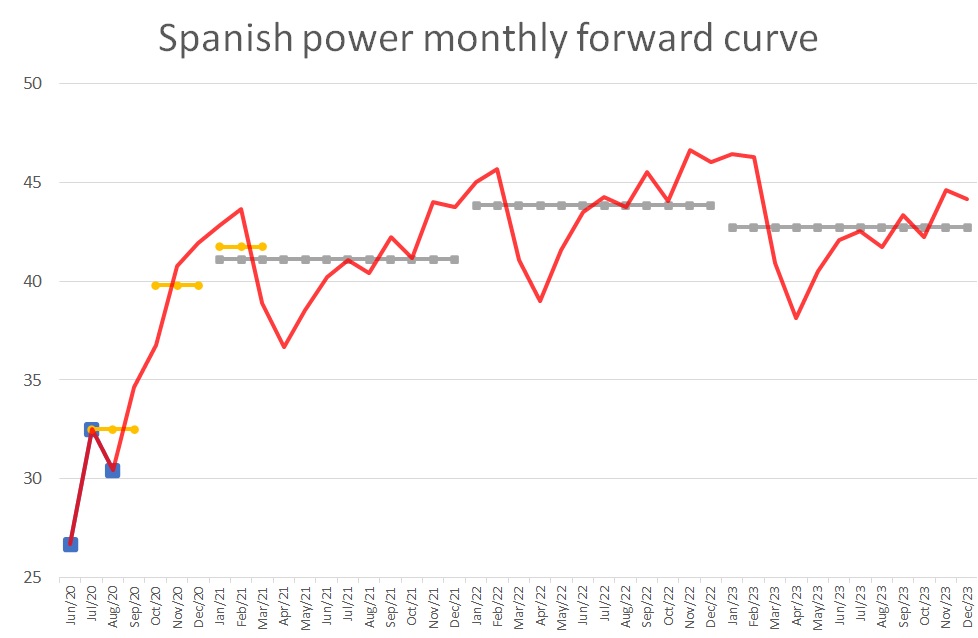 Spanish power monthly forward curve
50
45
40
35
30
25
Jun/20
Jul/20
Aug/20
Sep/20
Oct/20
Nov/20
Dec/20
Jan/21
Feb/21
Mar/21
Apr/21
May/21
Jun/21
Jul/21
Aug/21
Sep/21
Oct/21
Nov/21
Dec/21
Jan/22
Feb/22
Mar/22
Apr/22
May/22
Jun/22
Jul/22
Aug/22
Sep/22
Oct/22
Nov/22
Dec/22
Jan/23
Feb/23
Mar/23
Apr/23
May/23
Jun/23
Jul/23
Aug/23
Sep/23
Oct/23
Nov/23
Dec/23